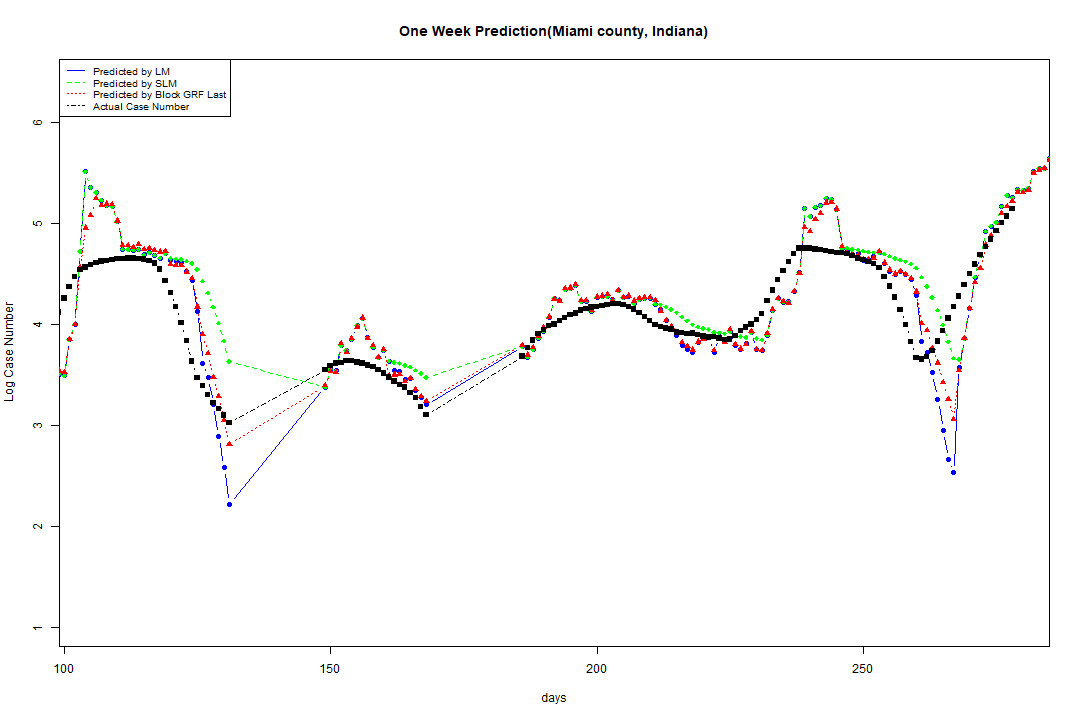 One Week Prediction(Miami county, Indiana)
Predicted by LM
Predicted by SLM
Predicted by Block GRF Last
Actual Case Number
6
5
4
3
2
1
Log Case Number
100 150 200 250
days